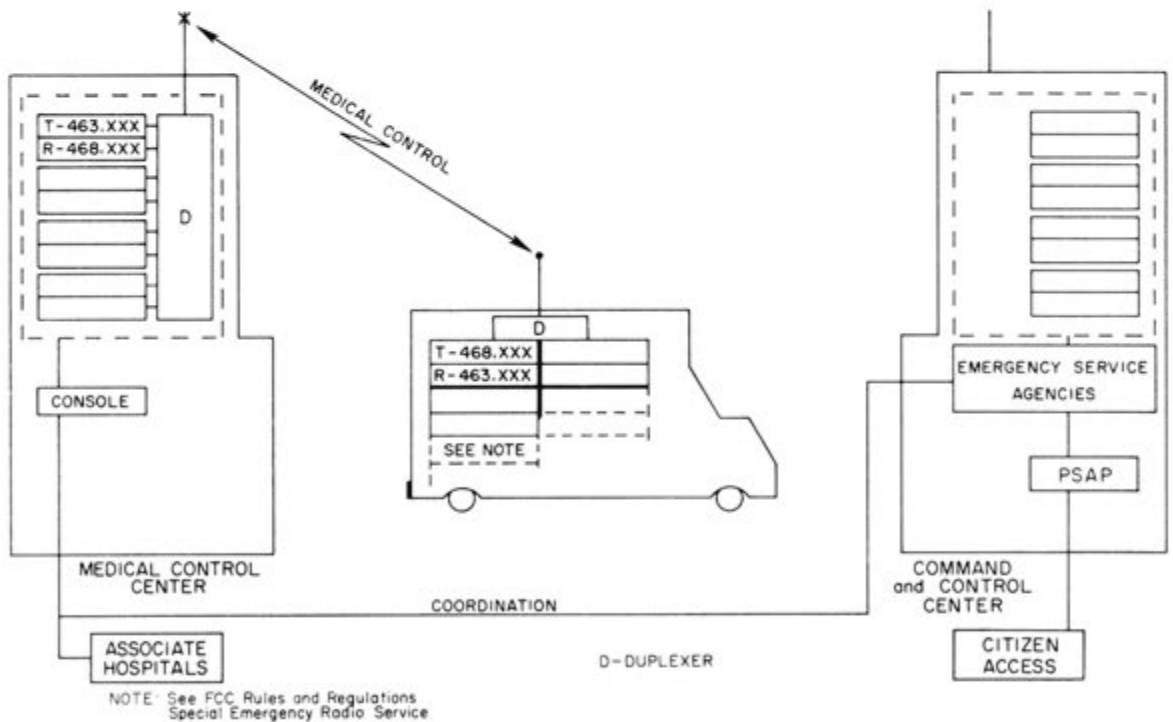 MEDICAL CONTROL
T-463.XXX
R-468.XXX
D
CONSOLE
MEDICAL CONTROL
CENTER
D
T-468.XXX
R-463.XXX
SEE NOTE
EMERGENCY SERVICE
AGENCIES
PSAP
COMMAND
and CONTROL
CENTER
COORDINATION
ASSOCIATE
HOSPITALS
D-DUPLEXER
CITIZEN
ACCESS
NOTE: See FCC Rules and Regulations
Special Emergency Radio Service